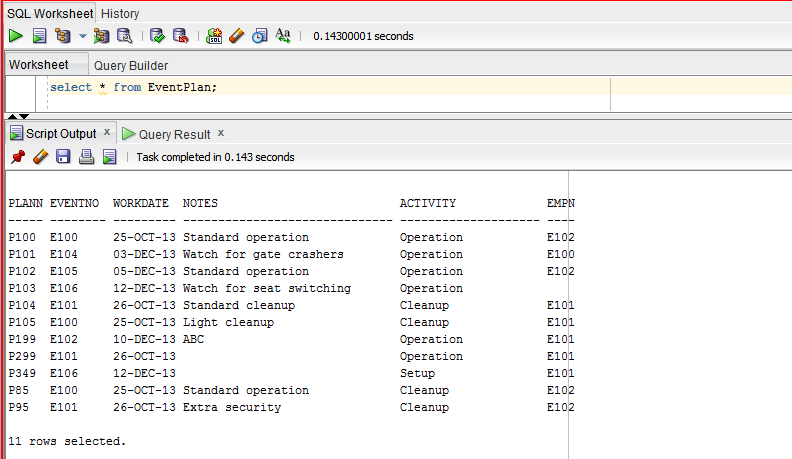 SQL Worksheet History
0.14300001 seconds
Worksheet Query Builder
select * from EventPlan;
Script Output x Query Result x
Task completed in 0.143 seconds
PLANN EVENTNO  WORKDATE  NOTES                          ACTIVITY             EMPN
----- -------- --------- ------------------------------ -------------------- ----
P100  E100     25-OCT-13 Standard operation             Operation            E102
P101  E104     03-DEC-13 Watch for gate crashers        Operation            E100
P102  E105     05-DEC-13 Standard operation             Operation            E102
P103  E106     12-DEC-13 Watch for seat switching       Operation
P104  E101     26-OCT-13 Standard cleanup               Cleanup              E101
P105  E100     25-OCT-13 Light cleanup                  Cleanup              E101
P199  E102     10-DEC-13 ABC                            Operation            E101
P299  E101     26-OCT-13                                Operation            E101
P349  E106     12-DEC-13                                Setup                E101
P85   E100     25-OCT-13 Standard operation             Cleanup              E102
P95   E101     26-OCT-13 Extra security                 Cleanup              E102
11 rows selected.